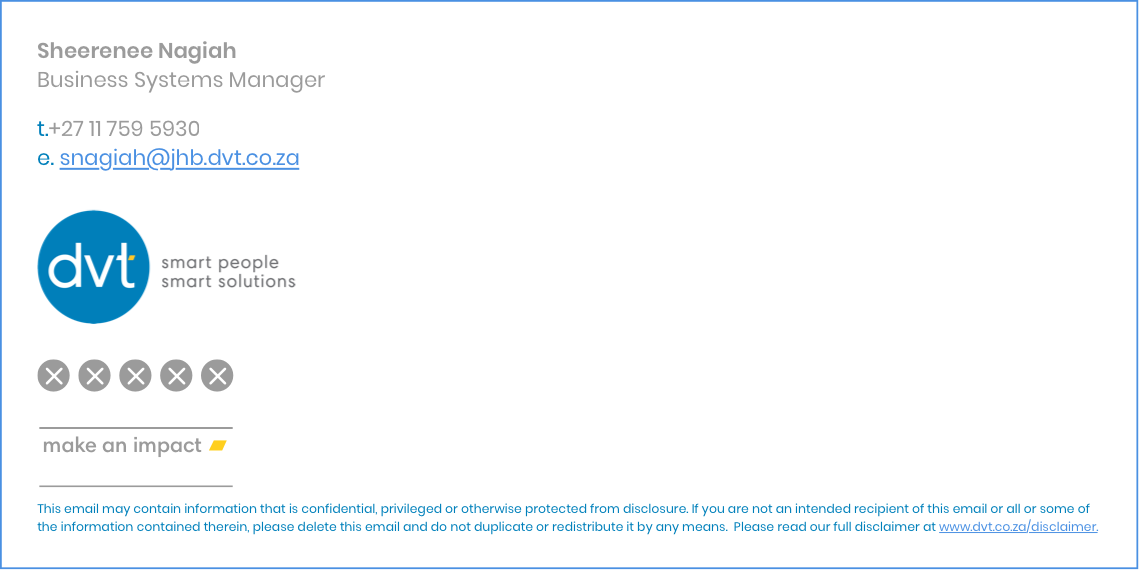 Sheerenee Nagiah
Business Systems Manager
t.+27 11 759 5930
e. snagiah@jhb.dvt.co.za
dvt
smart people
smart solutions
make an impact
This email may contain information that is confidential, privileged or otherwise protected from disclosure. If you are not an intended recipient of this email or all or some of
the information contained therein, please delete this email and do not duplicate or redistribute it by any means.  Please read our full disclaimer at www.dvt.co.za/disclaimer.